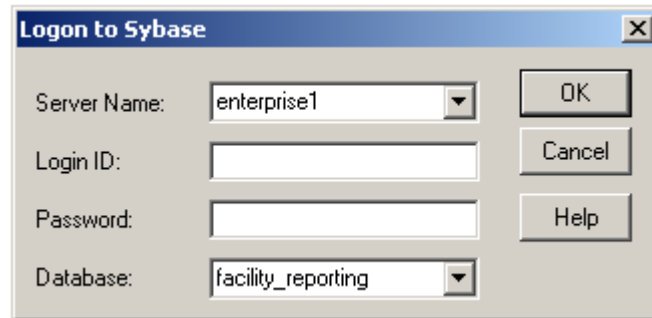 Logon to Sybase
Server Name: enterprise1 OK
Login ID: Cancel
Password: Help
Database: facility_reporting